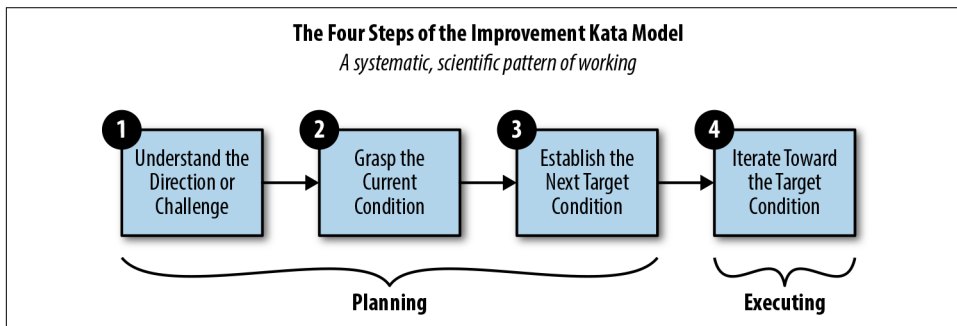 The Four Steps of the Improvement Kata Model
A systematic, scientific pattern of working
1
Understand the
Direction or
Challenge
2
Grasp the
Current
Condition
3
Establish the
Next Target
Condition
4
Iterate Toward
the Target
Condition
Planning
Executing